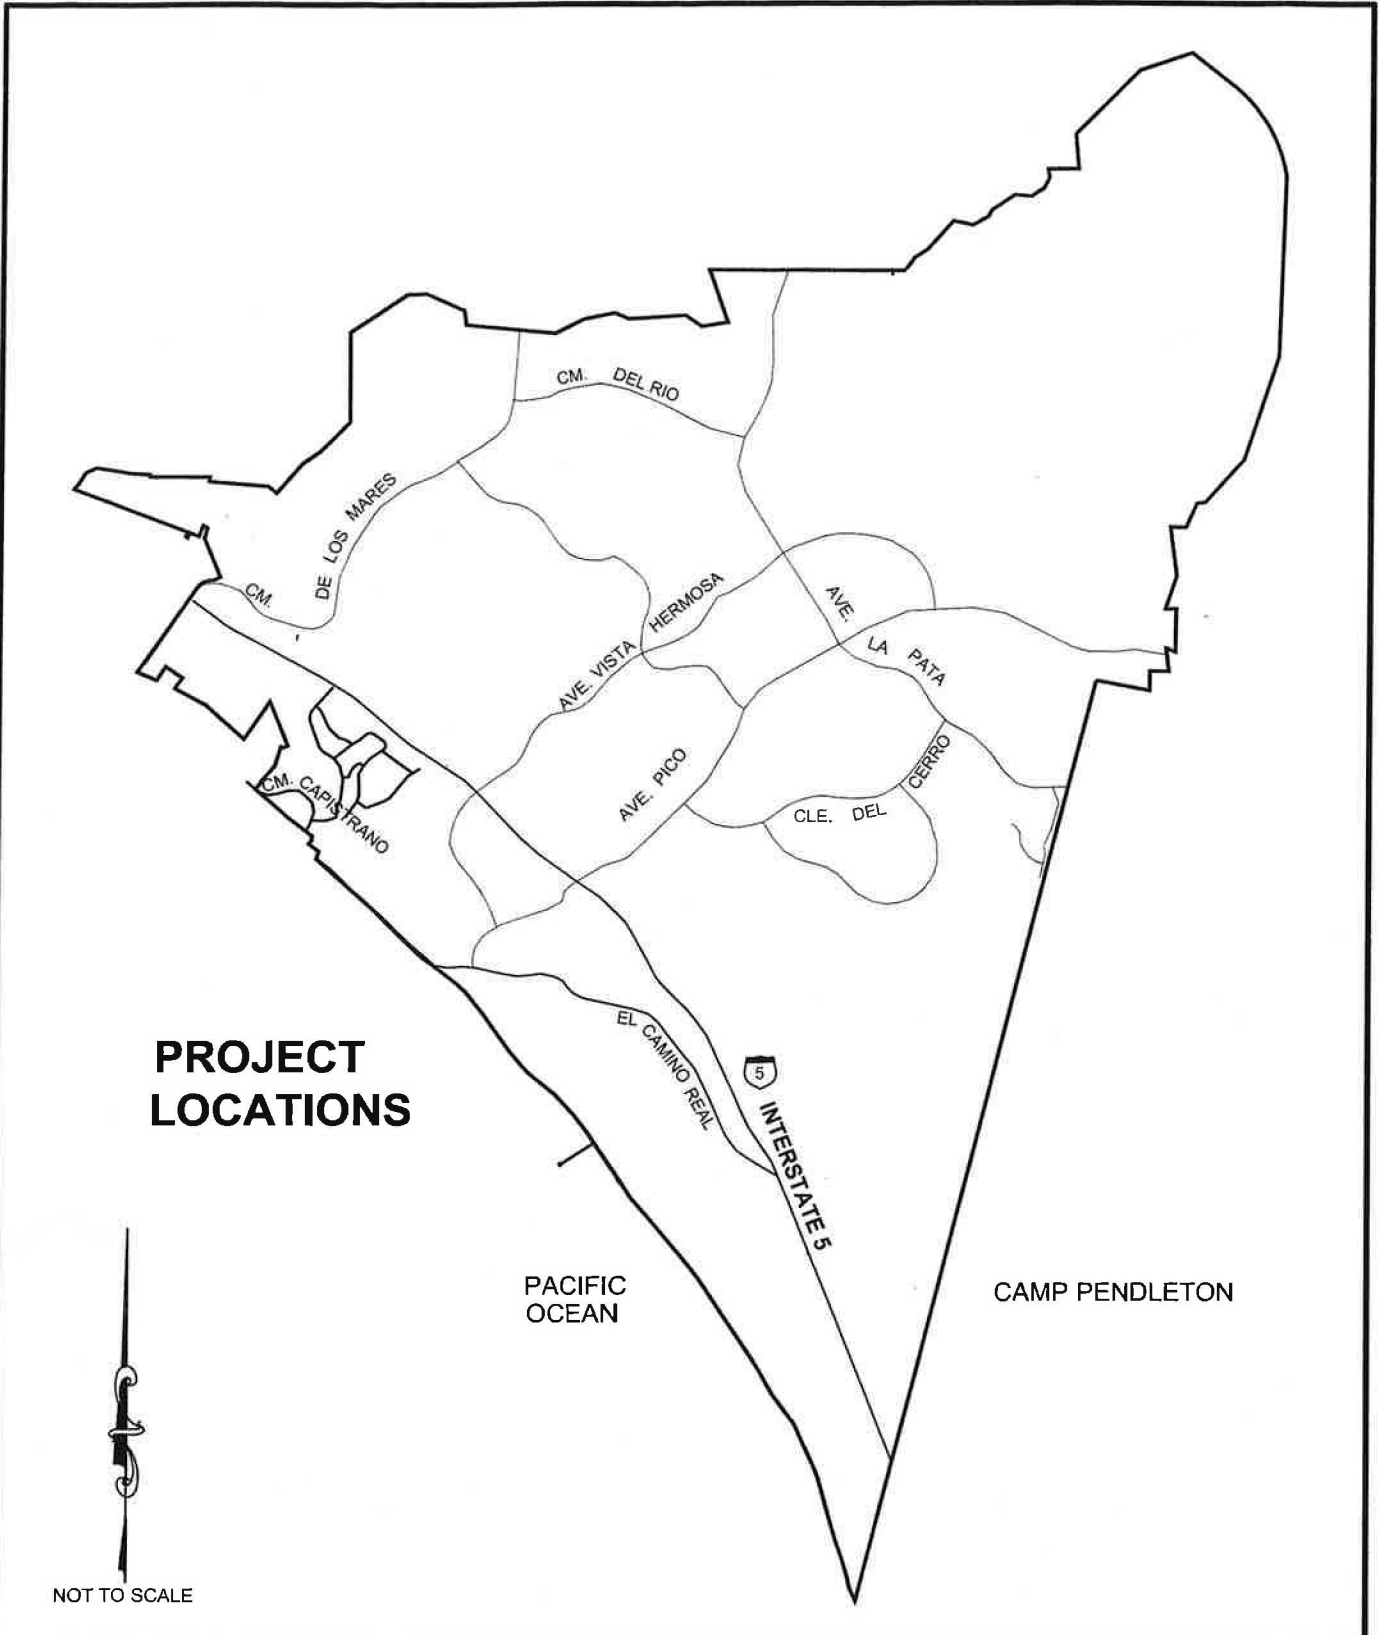 CM. DEL RIO
CM. DE LOS MARES
AVE. VISTA HERMOSA
AVE. LA PATA
CM. CAPISTRANO
AVE. PICO
CLE. DEL CERRO
EL CAMINO REAL
5
INTERSTATE 5
PROJECT
LOCATIONS
PACIFIC
OCEAN
CAMP PENDLETON
NOT TO SCALE